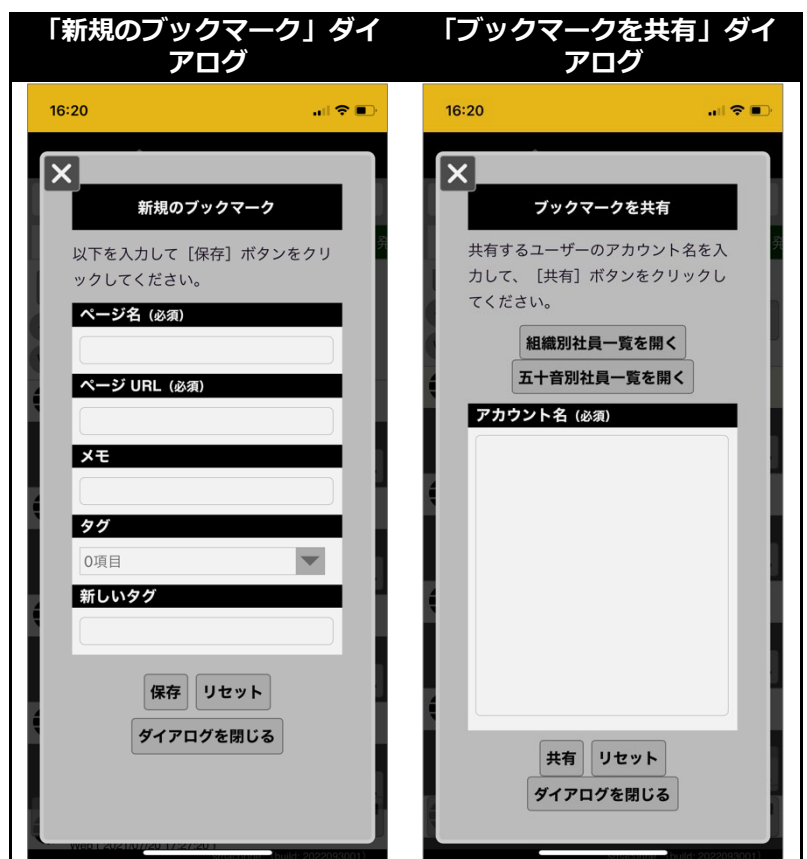 「新規のブックマーク」ダイ
アログ
16:20
新規のブックマーク
以下を入力して［保存］ボタンをクリ
ックしてください。
ページ名 (必須)
ページ URL (必須)
メモ
タグ
0項目
新しいタグ
保存 リセット
ダイアログを閉じる
「ブックマークを共有」ダイ
アログ
16:20
ブックマークを共有
共有するユーザーのアカウント名を入
力して、［共有］ボタンをクリックし
てください。
組織別社員一覧を開く
五十音別社員一覧を開く
アカウント名 (必須)
共有 リセット
ダイアログを閉じる